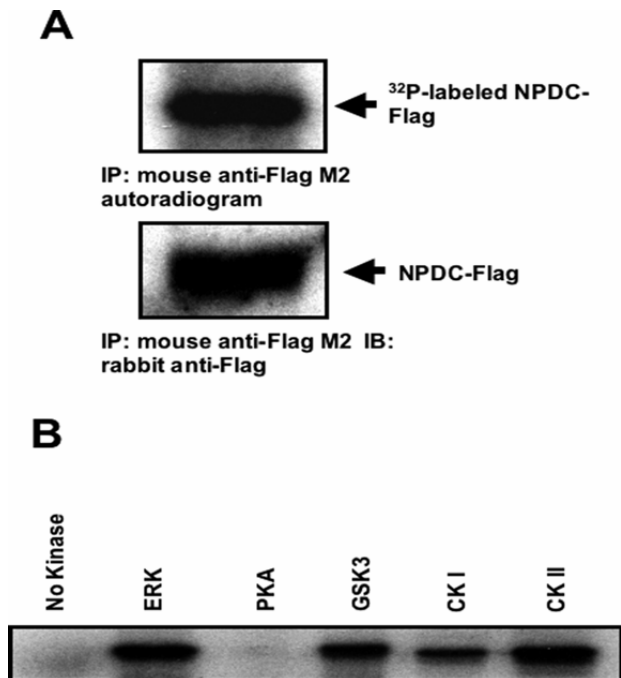 A
³²P-labeled NPDC-
Flag
IP: mouse anti-Flag M2
autoradiogram
NPDC-Flag
IP: mouse anti-Flag M2 IB:
rabbit anti-Flag
B
No Kinase
ERK
PKA
GSK3
CK I
CK II